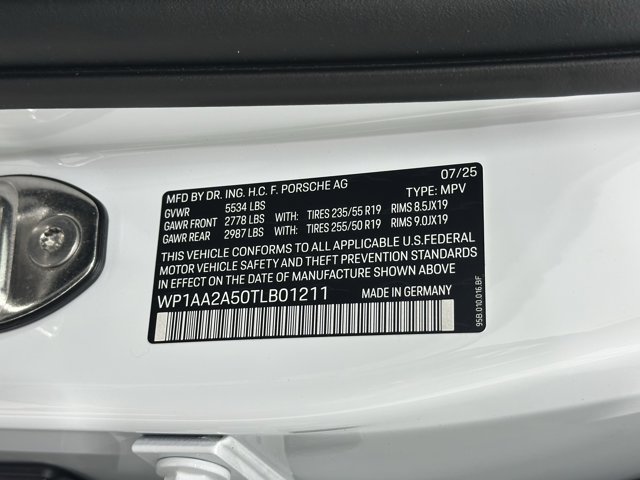 MFD BY DR. ING. H.C. F. PORSCHE AG 07/25
GVWR 5534 LBS TYPE: MPV
GAWR FRONT 2778 LBS WITH: TIRES 235/55 R19 RIMS 8.5JX19
GAWR REAR 2987 LBS WITH: TIRES 255/50 R19 RIMS 9.0JX19
THIS VEHICLE CONFORMS TO ALL APPLICABLE U.S.FEDERAL
MOTOR VEHICLE SAFETY AND THEFT PREVENTION STANDARDS
IN EFFECT ON THE DATE OF MANUFACTURE SHOWN ABOVE
WP1AA2A50TLB01211 MADE IN GERMANY
95B.010.016.BF